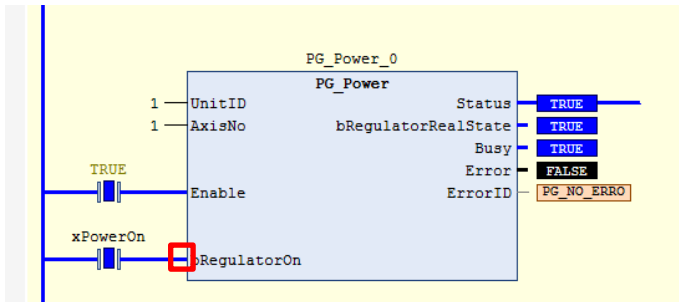 PG_Power_0
PG_Power
1 UnitID Status TRUE
1 AxisNo bRegulatorRealState TRUE
Busy TRUE
TRUE Error FALSE
Enable ErrorID PG_NO_ERRO
xPowerOn
bRegulatorOn